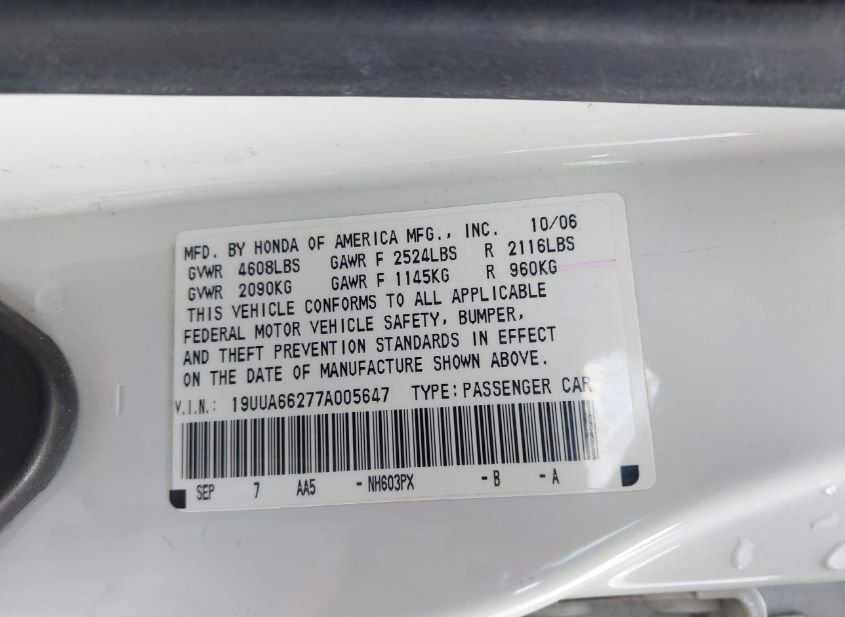 MFD. BY HONDA OF AMERICA MFG., INC. 10/06
GVWR 4608LBS GAWR F 2524LBS R 2116LBS
GVWR 2090KG GAWR F 1145KG R 960KG
THIS VEHICLE CONFORMS TO ALL APPLICABLE
FEDERAL MOTOR VEHICLE SAFETY, BUMPER,
AND THEFT PREVENTION STANDARDS IN EFFECT
ON THE DATE OF MANUFACTURE SHOWN ABOVE.
V.I.N.: 19UUA66277A005647 TYPE: PASSENGER CAR
SEP 7 AA5 -NH603PX -B -A